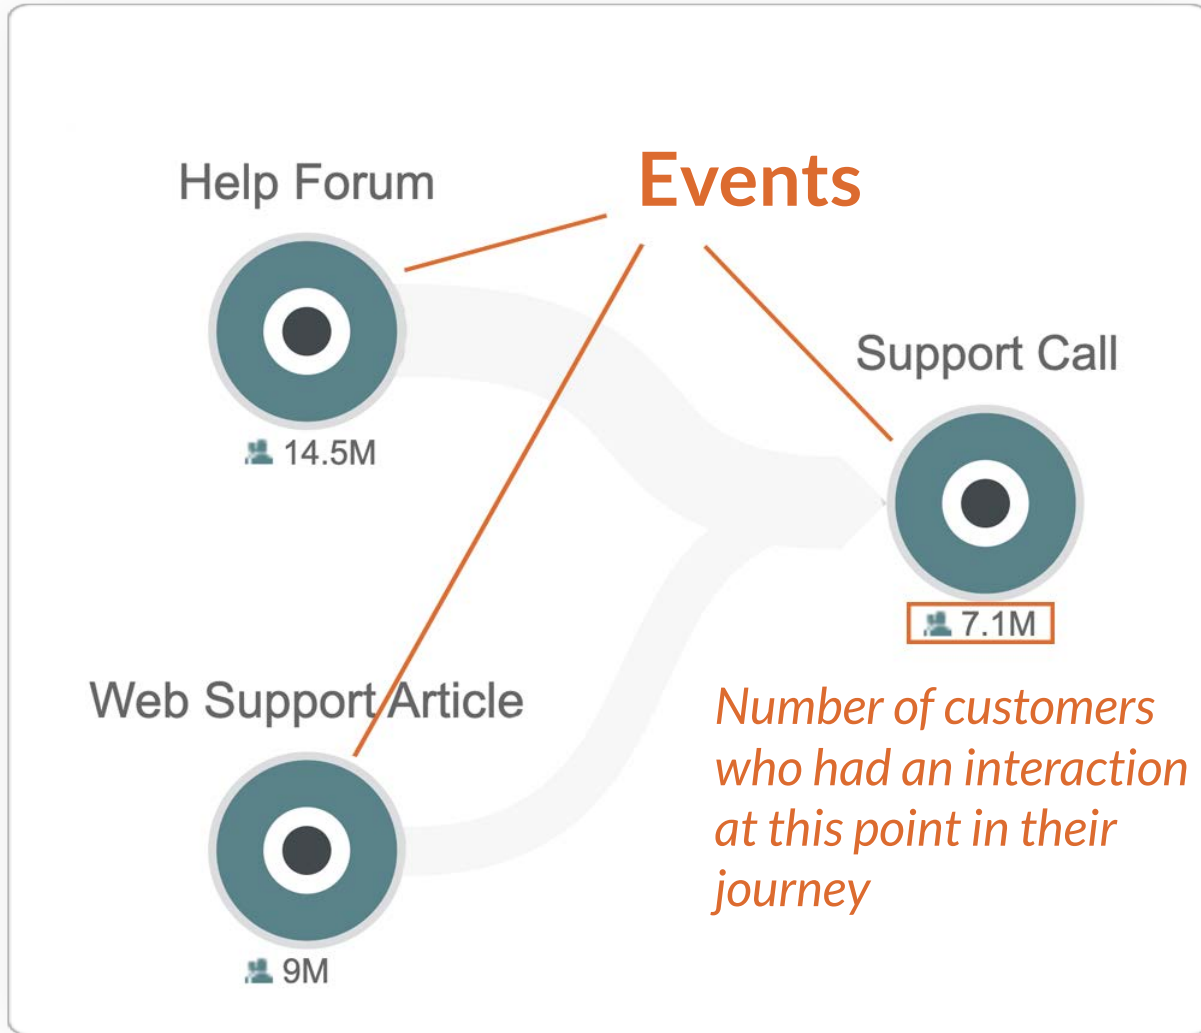 Events
Help Forum
14.5M
Support Call
7.1M
Web Support Article
9M
Number of customers
who had an interaction
at this point in their
journey